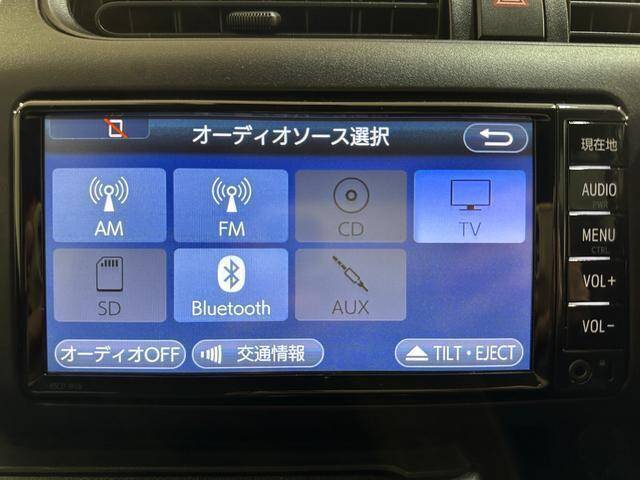 オーディオソース選択
現在地
AM
FM
CD
TV
AUDIO
PWR
SD
Bluetooth
AUX
MENU
CTRL
VOL+
オーディオOFF
交通情報
TILT・EJECT
VOL-